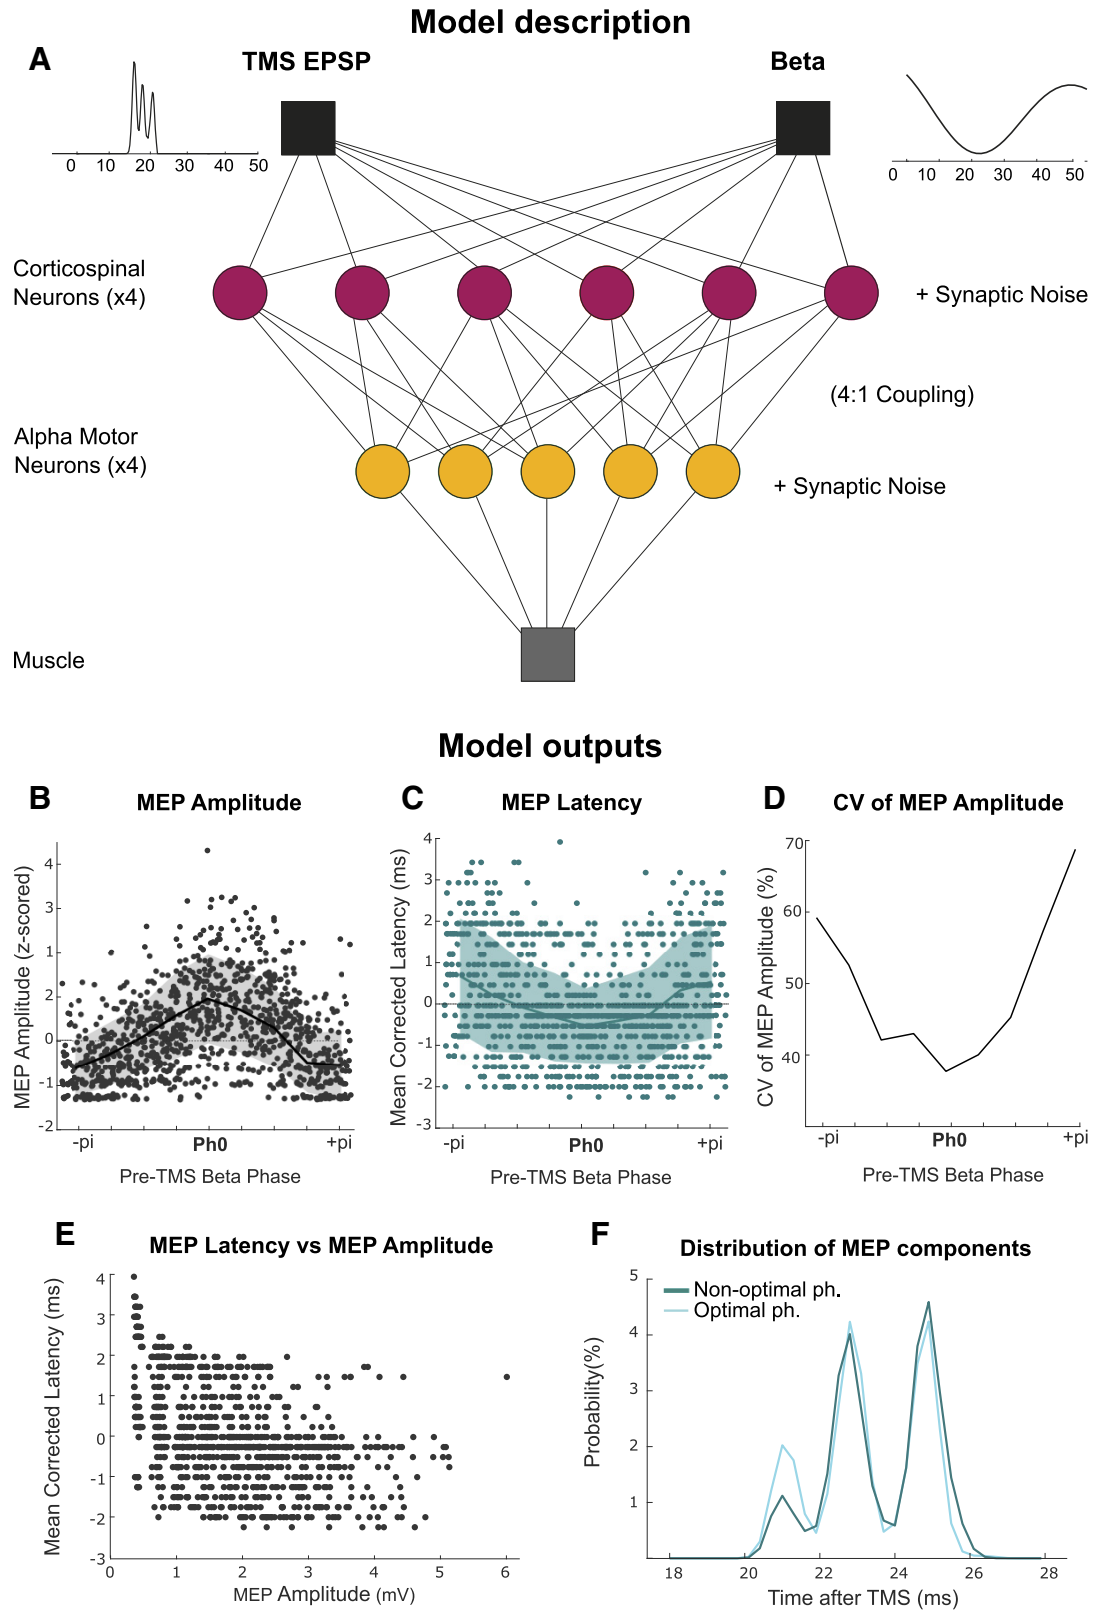 Model description
A
TMS EPSP
Beta
0 10 20 30 40 50
0 10 20 30 40 50
Corticospinal
Neurons (x4)
+ Synaptic Noise
(4:1 Coupling)
Alpha Motor
Neurons (x4)
+ Synaptic Noise
Muscle
Model outputs
B
MEP Amplitude
MEP Amplitude (z-scored)
4
3
1
2
0
-1
-2
-pi Ph0 +pi
Pre-TMS Beta Phase
C
MEP Latency
Mean Corrected Latency (ms)
4
3
2
1
0
-1
-2
-3
-pi Ph0 +pi
Pre-TMS Beta Phase
D
CV of MEP Amplitude
CV of MEP Amplitude (%)
70
60
50
40
-pi Ph0 +pi
Pre-TMS Beta Phase
E
MEP Latency vs MEP Amplitude
Mean Corrected Latency (ms)
4
3
2
1
0
-1
-2
-3
0 1 2 3 4 5 6
MEP Amplitude (mV)
F
Distribution of MEP components
Non-optimal ph.
Optimal ph.
Probability(%)
5
4
3
2
1
18 20 22 24 26 28
Time after TMS (ms)